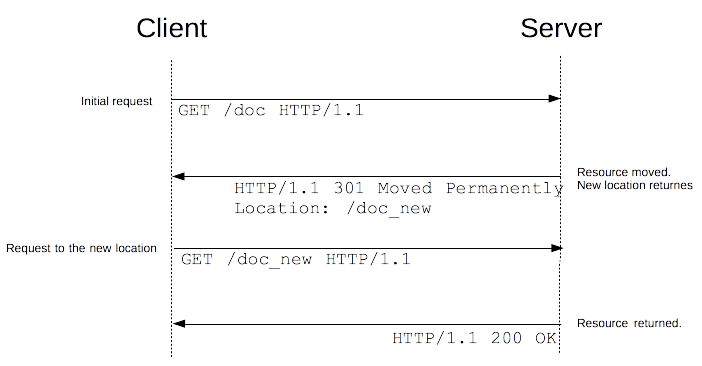 Client
Server
Initial request
GET /doc HTTP/1.1
Resource moved.
HTTP/1.1 301 Moved Permanently
New location returnes
Location: /doc_new
Request to the new location
GET /doc_new HTTP/1.1
Resource returned.
HTTP/1.1 200 OK